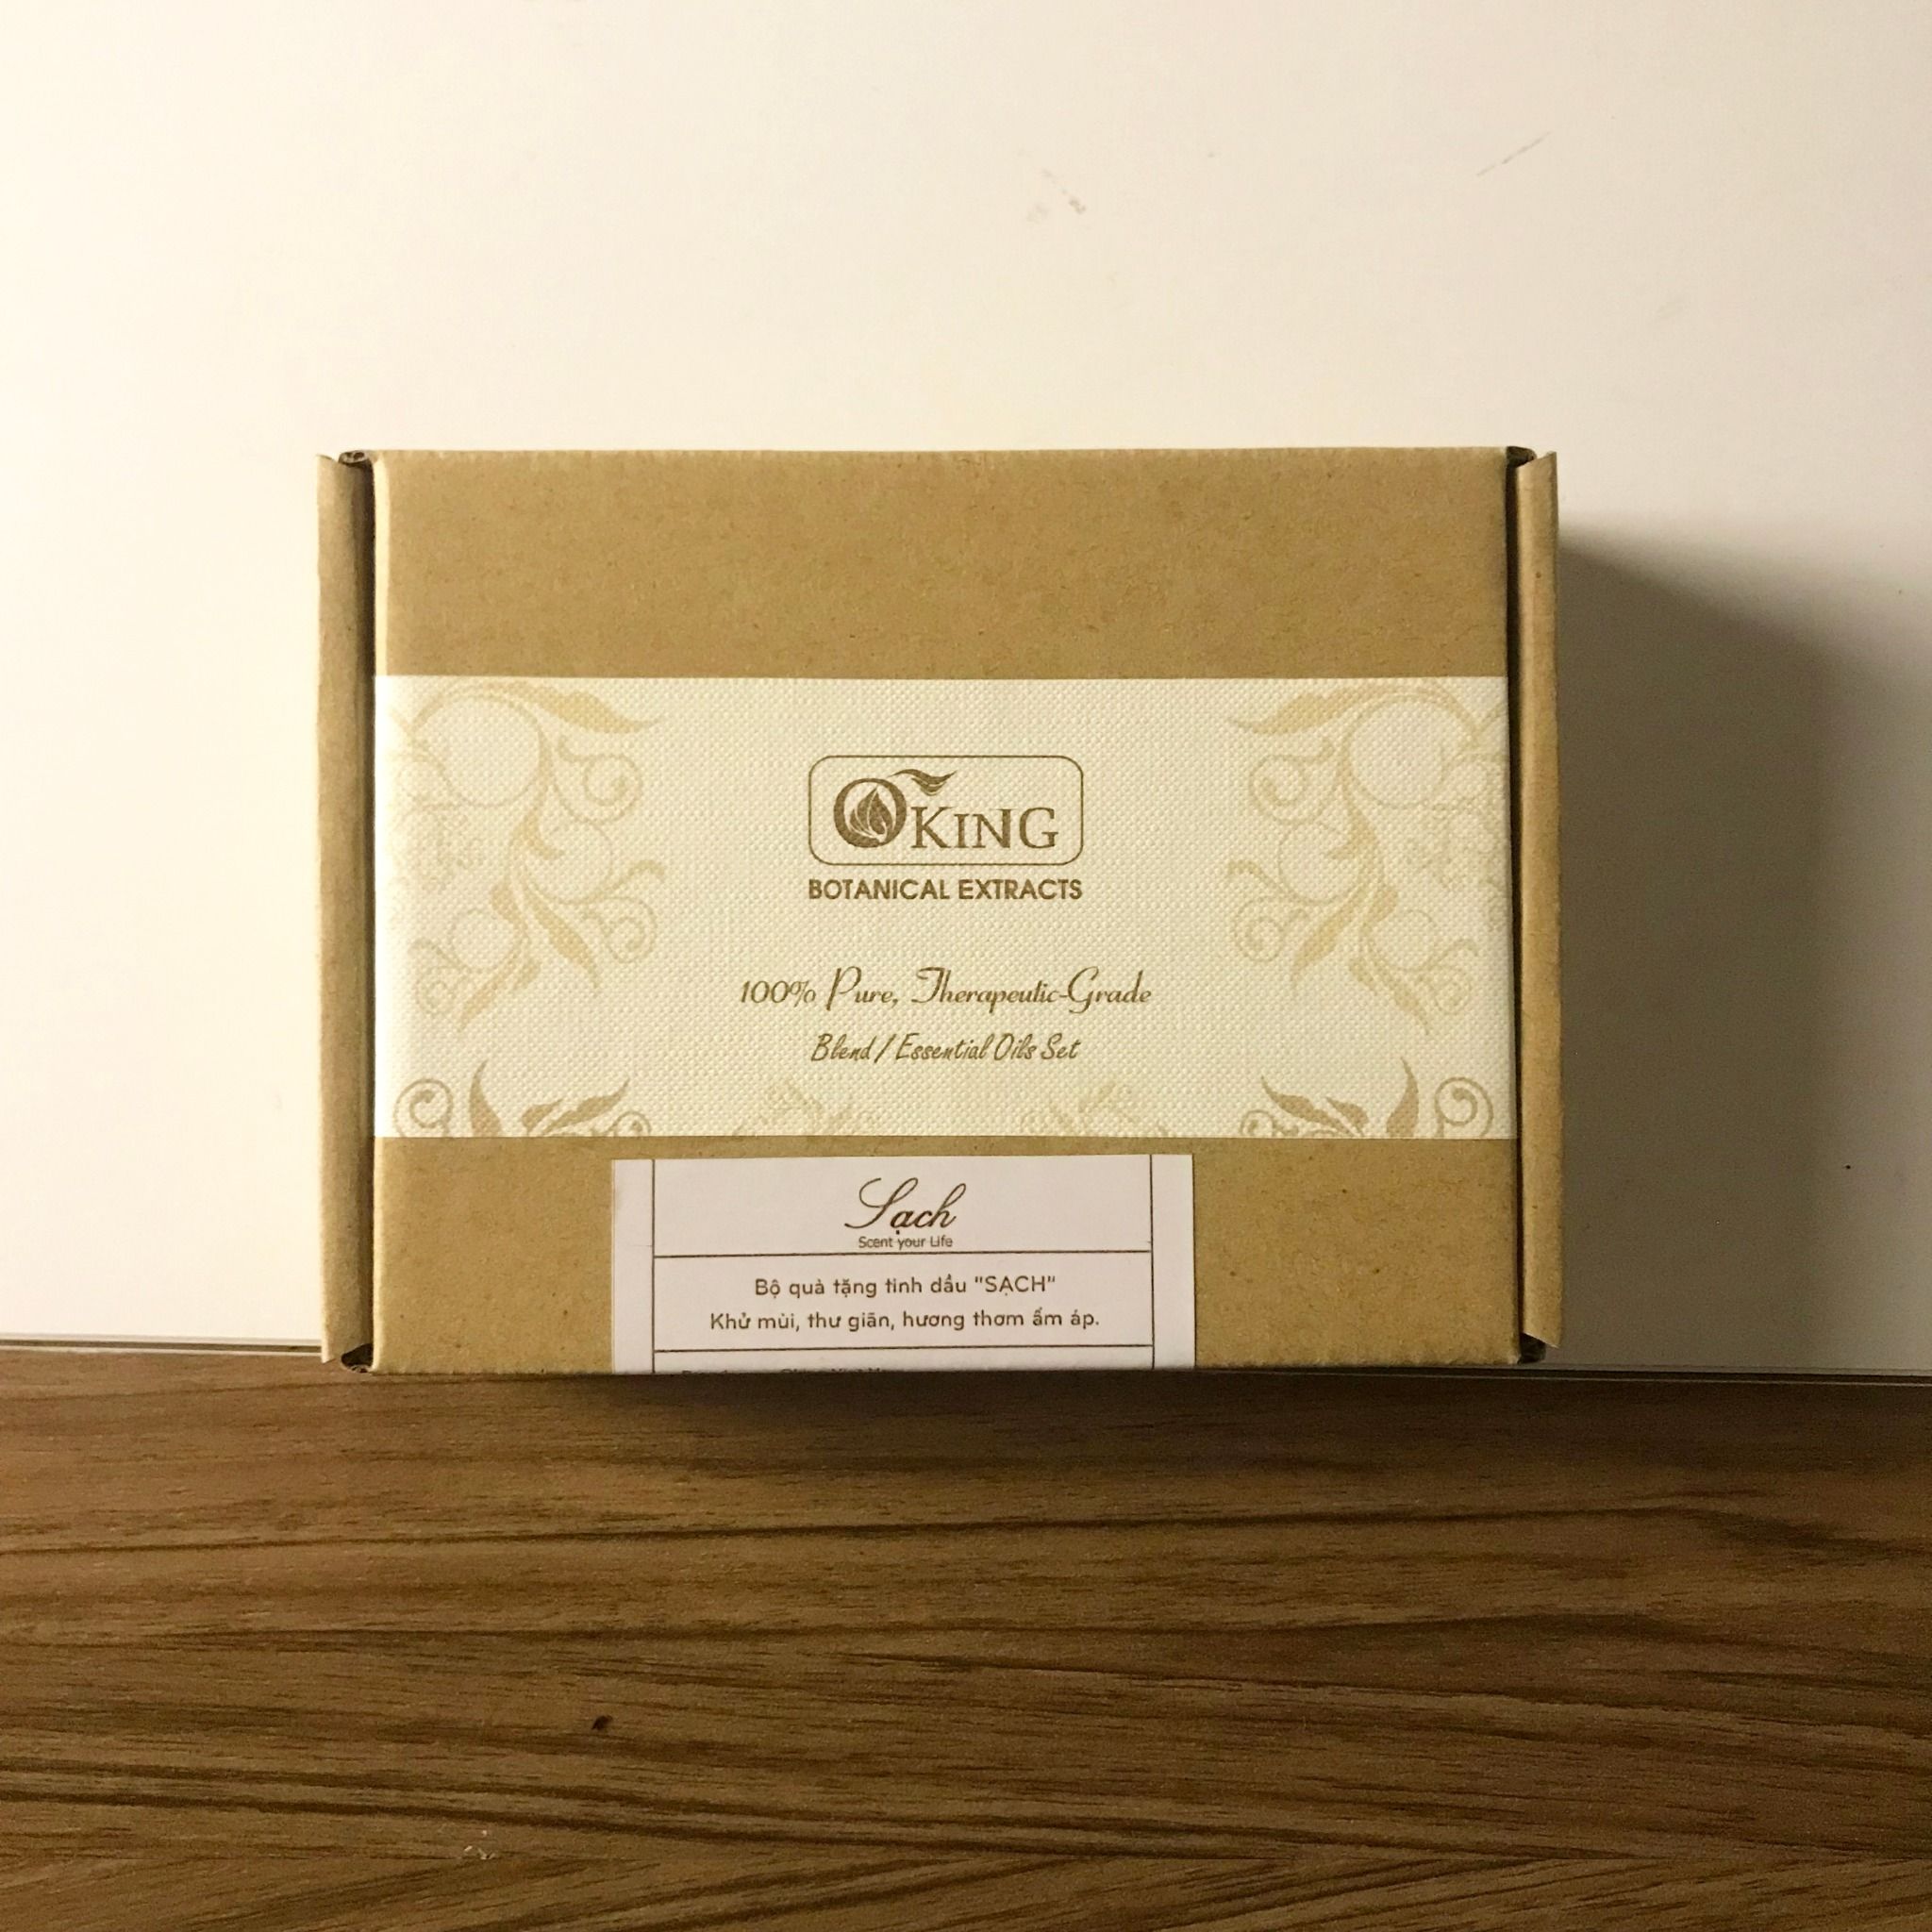 O'KING
BOTANICAL EXTRACTS
100% Pure, Therapeutic-Grade
Blend / Essential Oils Set
Sạch
Scent your Life
Bộ quà tặng tinh dầu "SẠCH"
Khử mùi, thư giãn, hương thơm ấm áp.